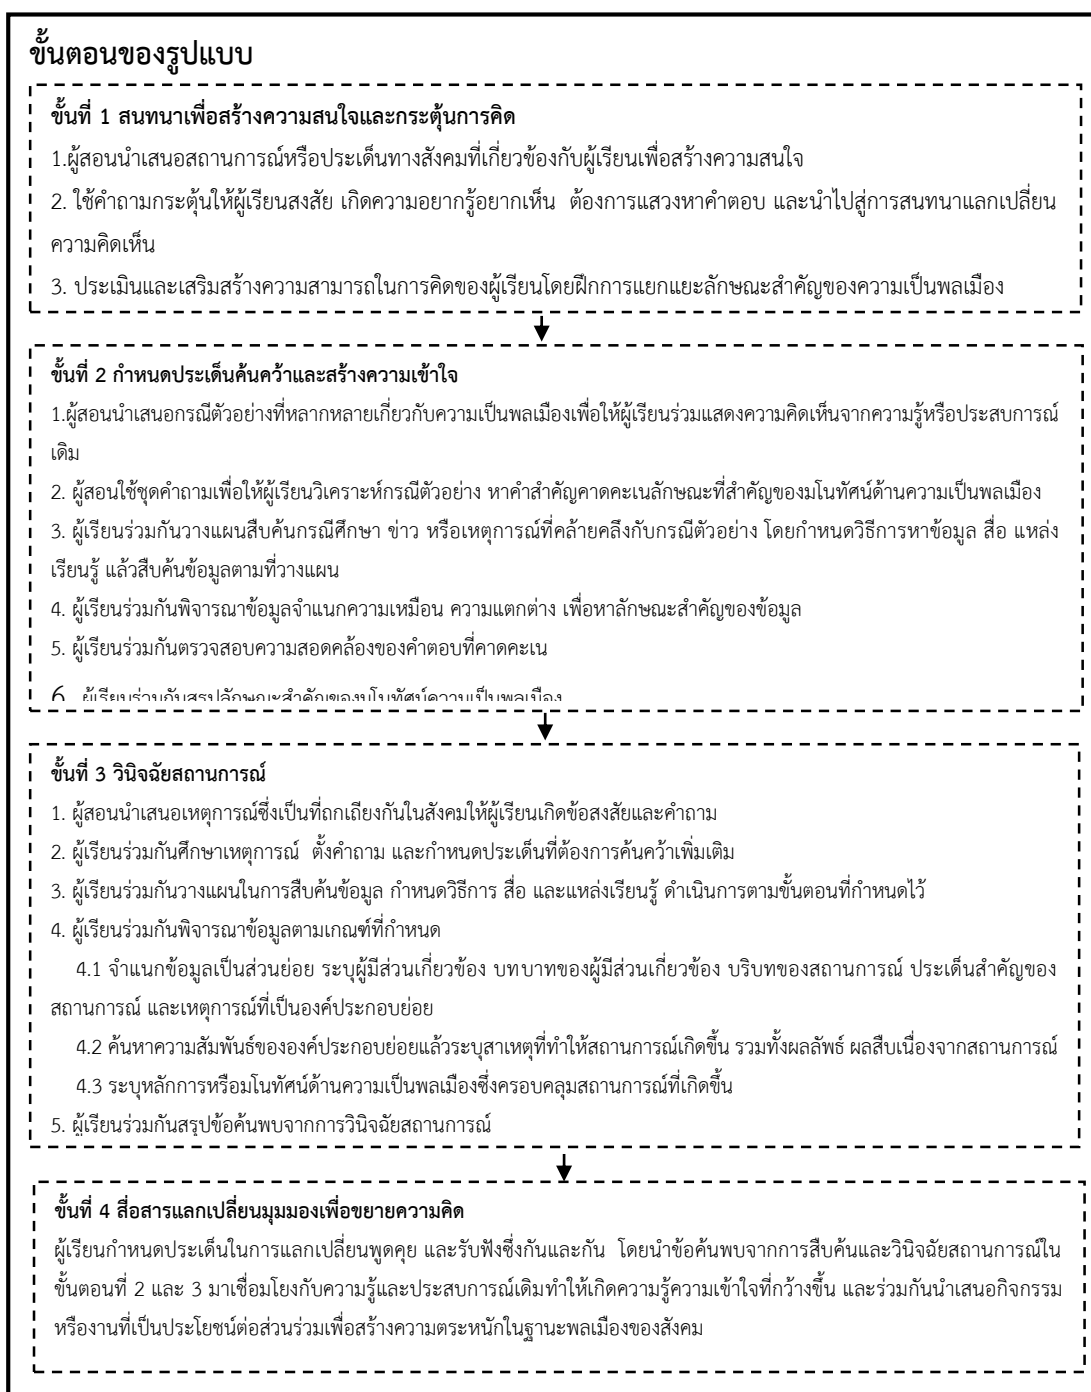 ขั้นตอนของรูปแบบ
ขั้นที่ 1 สนทนาเพื่อสร้างความสนใจและกระตุ้นการคิด
1.ผู้สอนนำเสนอสถานการณ์หรือประเด็นทางสังคมที่เกี่ยวข้องกับผู้เรียนเพื่อสร้างความสนใจ
2. ใช้คำถามกระตุ้นให้ผู้เรียนสงสัย เกิดความอยากรู้อยากเห็น ต้องการแสวงหาคำตอบ และนำไปสู่การสนทนาแลกเปลี่ยน
ความคิดเห็น
3. ประเมินและเสริมสร้างความสามารถในการคิดของผู้เรียนโดยฝึกการแยกแยะลักษณะสำคัญของความเป็นพลเมือง
ขั้นที่ 2 กำหนดประเด็นค้นคว้าและสร้างความเข้าใจ
1.ผู้สอนนำเสนอกรณีตัวอย่างที่หลากหลายเกี่ยวกับความเป็นพลเมืองเพื่อให้ผู้เรียนร่วมแสดงความคิดเห็นจากความรู้หรือประสบการณ์
เดิม
2. ผู้สอนใช้ชุดคำถามเพื่อให้ผู้เรียนวิเคราะห์กรณีตัวอย่าง หาคำสำคัญคาดคะเนลักษณะที่สำคัญของมโนทัศน์ด้านความเป็นพลเมือง
3. ผู้เรียนร่วมกันวางแผนสืบค้นกรณีศึกษา ข่าว หรือเหตุการณ์ที่คล้ายคลึงกับกรณีตัวอย่าง โดยกำหนดวิธีการหาข้อมูล สื่อ แหล่ง
เรียนรู้ แล้วสืบค้นข้อมูลตามที่วางแผน
4. ผู้เรียนร่วมกันพิจารณาข้อมูลจำแนกความเหมือน ความแตกต่าง เพื่อหาลักษณะสำคัญของข้อมูล
5. ผู้เรียนร่วมกันตรวจสอบความสอดคล้องของคำตอบที่คาดคะเน
6. ผู้เรียนร่วมกันสรุปลักษณะสำคัญของมโนทัศน์ความเป็นพลเมือง
ขั้นที่ 3 วินิจฉัยสถานการณ์
1. ผู้สอนนำเสนอเหตุการณ์ซึ่งเป็นที่ถกเถียงกันในสังคมให้ผู้เรียนเกิดข้อสงสัยและคำถาม
2. ผู้เรียนร่วมกันศึกษาเหตุการณ์ ตั้งคำถาม และกำหนดประเด็นที่ต้องการค้นคว้าเพิ่มเติม
3. ผู้เรียนร่วมกันวางแผนในการสืบค้นข้อมูล กำหนดวิธีการ สื่อ และแหล่งเรียนรู้ ดำเนินการตามขั้นตอนที่กำหนดไว้
4. ผู้เรียนร่วมกันพิจารณาข้อมูลตามเกณฑ์ที่กำหนด
4.1 จำแนกข้อมูลเป็นส่วนย่อย ระบุผู้มีส่วนเกี่ยวข้อง บทบาทของผู้มีส่วนเกี่ยวข้อง บริบทของสถานการณ์ ประเด็นสำคัญของ
สถานการณ์ และเหตุการณ์ที่เป็นองค์ประกอบย่อย
4.2 ค้นหาความสัมพันธ์ขององค์ประกอบย่อยแล้วระบุสาเหตุที่ทำให้สถานการณ์เกิดขึ้น รวมทั้งผลลัพธ์ ผลสืบเนื่องจากสถานการณ์
4.3 ระบุหลักการหรือมโนทัศน์ด้านความเป็นพลเมืองซึ่งครอบคลุมสถานการณ์ที่เกิดขึ้น
5. ผู้เรียนร่วมกันสรุปข้อค้นพบจากการวินิจฉัยสถานการณ์
ขั้นที่ 4 สื่อสารแลกเปลี่ยนมุมมองเพื่อขยายความคิด
ผู้เรียนกำหนดประเด็นในการแลกเปลี่ยนพูดคุย และรับฟังซึ่งกันและกัน โดยนำข้อค้นพบจากการสืบค้นและวินิจฉัยสถานการณ์ใน
ขั้นตอนที่ 2 และ 3 มาเชื่อมโยงกับความรู้และประสบการณ์เดิมทำให้เกิดความรู้ความเข้าใจที่กว้างขึ้น และร่วมกันนำเสนอกิจกรรม
หรืองานที่เป็นประโยชน์ต่อส่วนร่วมเพื่อสร้างความตระหนักในฐานะพลเมืองของสังคม